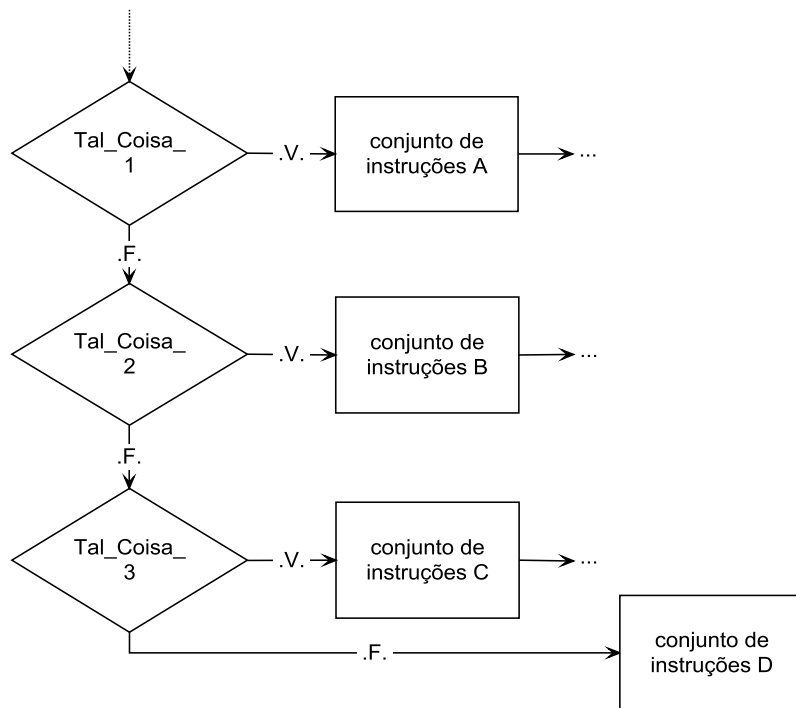 Tal_Coisa_
1
.V.
conjunto de
instruções A
...
.F.
Tal_Coisa_
2
.V.
conjunto de
instruções B
...
.F.
Tal_Coisa_
3
.V.
conjunto de
instruções C
...
.F.
conjunto de
instruções D